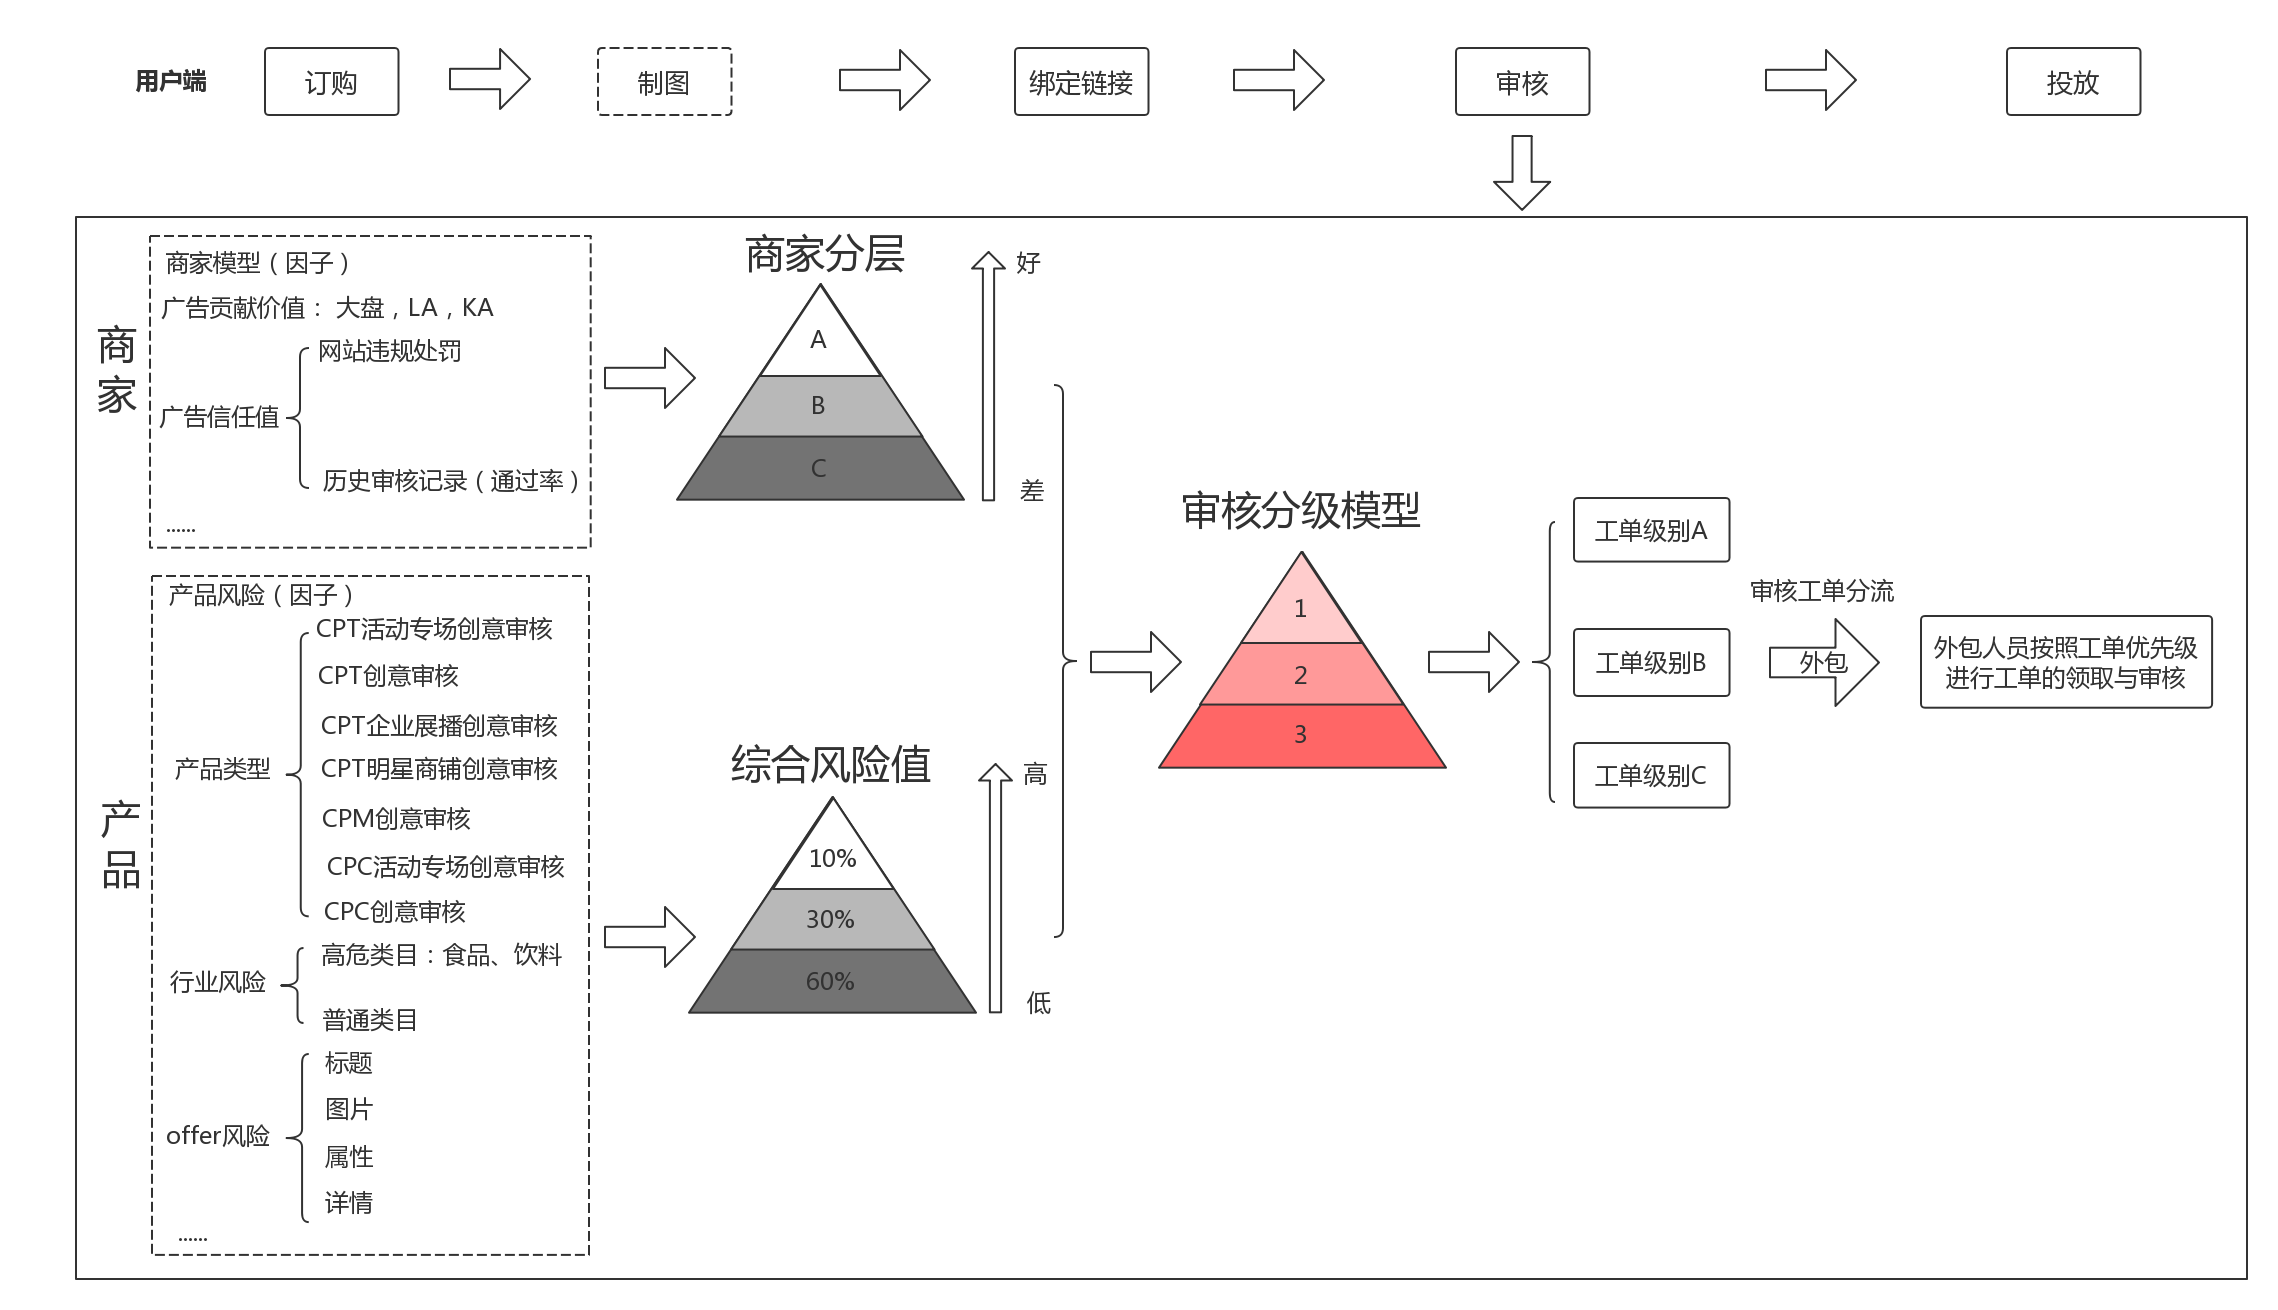 用户端
订购
制图
绑定链接
审核
投放
商家
商家模型（因子）
广告贡献价值： 大盘，LA，KA
广告信任值
网站违规处罚
历史审核记录（通过率）
......
商家分层
A
B
C
好
差
产品
产品风险（因子）
产品类型
CPT活动专场创意审核
CPT创意审核
CPT企业展播创意审核
CPT明星商铺创意审核
CPM创意审核
CPC活动专场创意审核
CPC创意审核
行业风险
高危类目：食品、饮料
普通类目
offer风险
标题
图片
属性
详情
......
综合风险值
10%
30%
60%
高
低
审核分级模型
1
2
3
工单级别A
工单级别B
工单级别C
审核工单分流
外包
外包人员按照工单优先级
进行工单的领取与审核